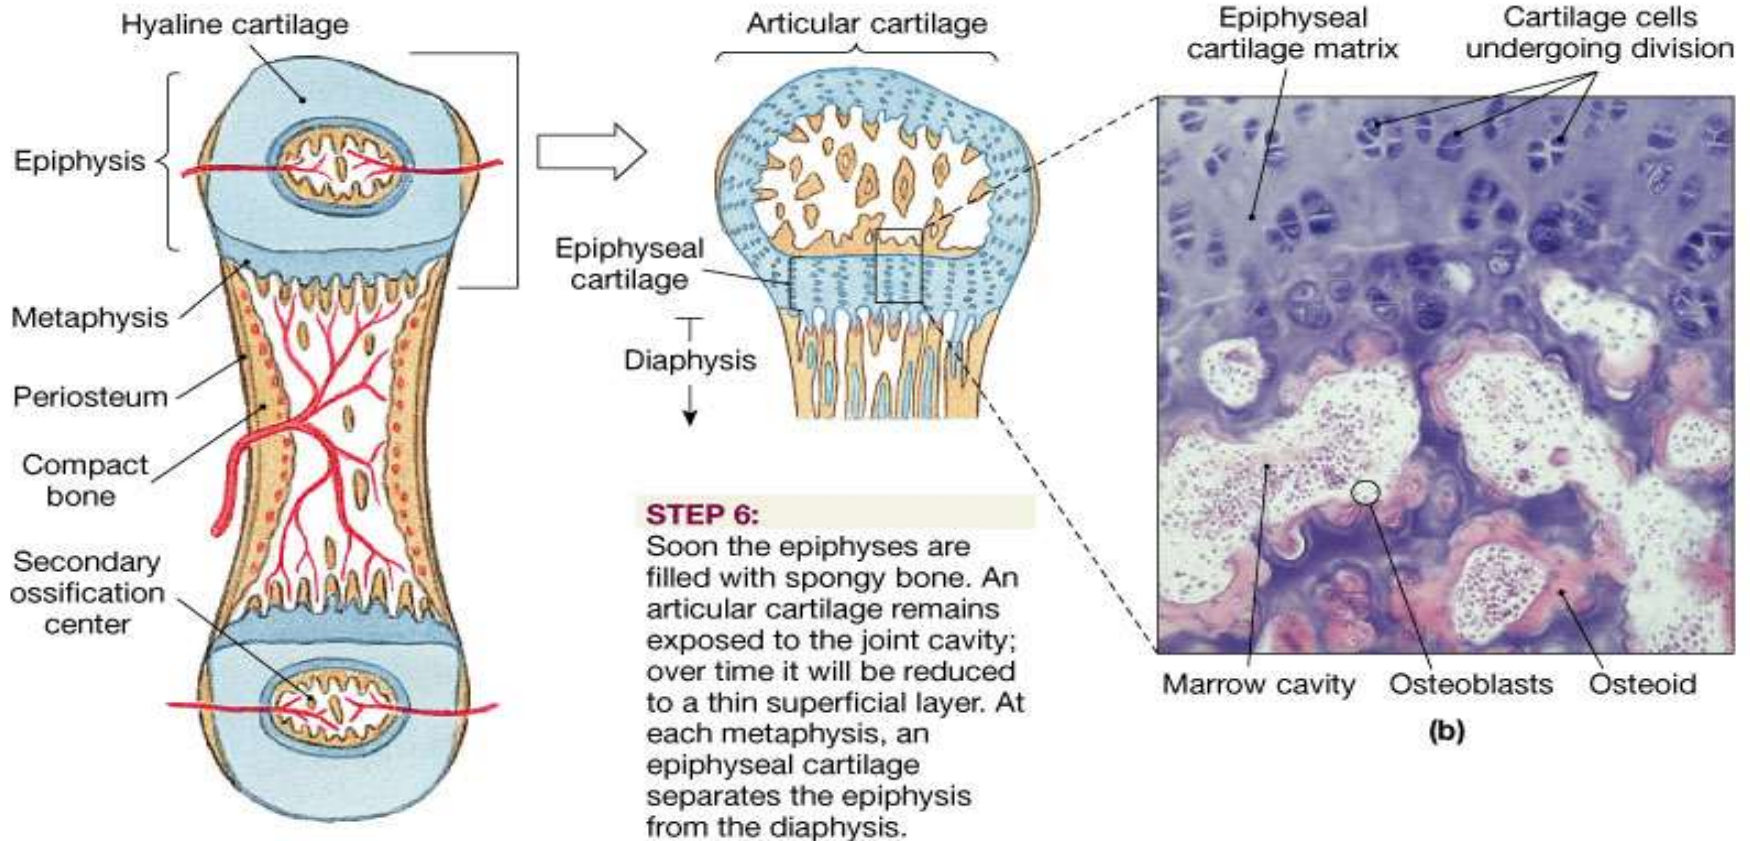 Hyaline cartilage
Epiphysis
Metaphysis
Periosteum
Compact
bone
Secondary
ossification
center
Articular cartilage
Epiphyseal
cartilage
Diaphysis
STEP 6:
Soon the epiphyses are
filled with spongy bone. An
articular cartilage remains
exposed to the joint cavity;
over time it will be reduced
to a thin superficial layer. At
each metaphysis, an
epiphyseal cartilage
separates the epiphysis
from the diaphysis.
Epiphyseal
cartilage matrix
Cartilage cells
undergoing division
Marrow cavity
Osteoblasts
Osteoid
(b)